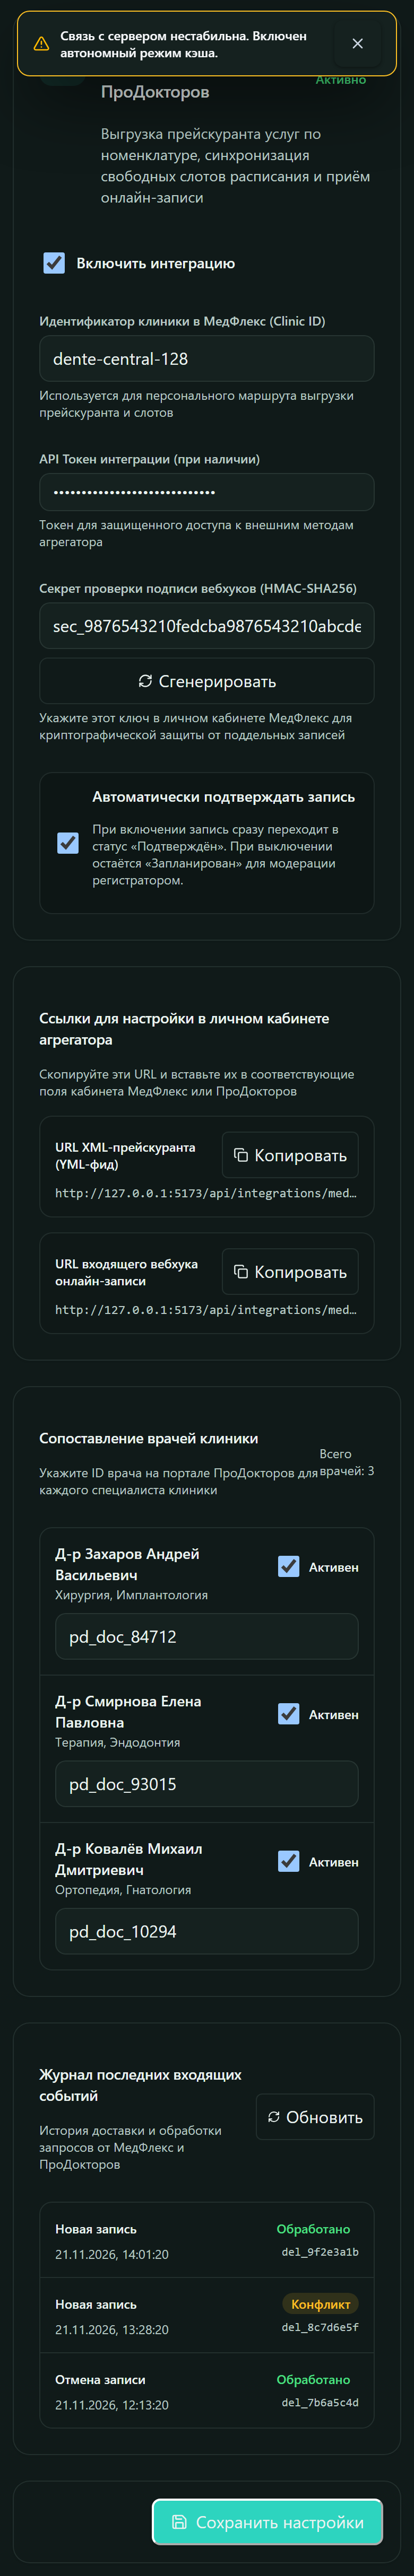 Связь с сервером нестабильна. Включен
автономный режим кэша.
Активно
ПроДокторов
Выгрузка прейскуранта услуг по
номенклатуре, синхронизация
свободных слотов расписания и приём
онлайн-записи
Включить интеграцию
Идентификатор клиники в МедФлекс (Clinic ID)
dente-central-128
Используется для персонального маршрута выгрузки
прейскуранта и слотов
API Токен интеграции (при наличии)
•••••••••••••••••••••••••••••
Токен для защищенного доступа к внешним методам
агрегатора
Секрет проверки подписи вебхуков (HMAC-SHA256)
sec_9876543210fedcba9876543210abcde
Сгенерировать
Укажите этот ключ в личном кабинете МедФлекс для
криптографической защиты от поддельных записей
Автоматически подтверждать запись
При включении запись сразу переходит в
статус «Подтверждён». При выключении
остаётся «Запланирован» для модерации
регистратором.
Ссылки для настройки в личном кабинете
агрегатора
Скопируйте эти URL и вставьте их в соответствующие
поля кабинета МедФлекс или ПроДокторов
URL XML-прейскуранта
(YML-фид)
Копировать
http://127.0.0.1:5173/api/integrations/med…
URL входящего вебхука
онлайн-записи
Копировать
http://127.0.0.1:5173/api/integrations/med…
Сопоставление врачей клиники
Укажите ID врача на портале ПроДокторов для
каждого специалиста клиники
Всего
врачей: 3
Д-р Захаров Андрей
Васильевич
Хирургия, Имплантология
Активен
pd_doc_84712
Д-р Смирнова Елена
Павловна
Терапия, Эндодонтия
Активен
pd_doc_93015
Д-р Ковалёв Михаил
Дмитриевич
Ортопедия, Гнатология
Активен
pd_doc_10294
Журнал последних входящих
событий
История доставки и обработки
запросов от МедФлекс и
ПроДокторов
Обновить
Новая запись
Обработано
21.11.2026, 14:01:20
del_9f2e3a1b
Новая запись
Конфликт
21.11.2026, 13:28:20
del_8c7d6e5f
Отмена записи
Обработано
21.11.2026, 12:13:20
del_7b6a5c4d
Сохранить настройки